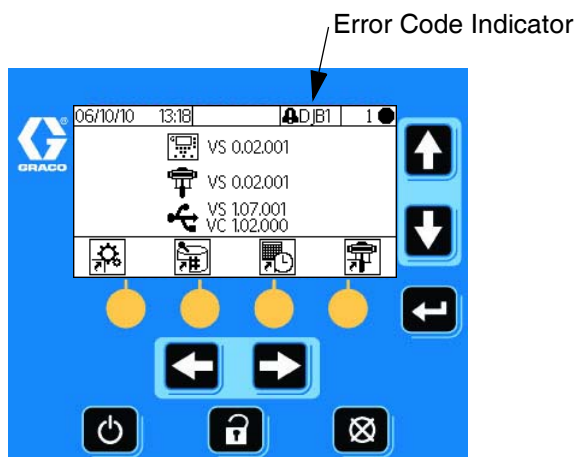 Error Code Indicator
06/10/10 13:18 DJB1 1
VS 0.02.001
VS 0.02.001
VS 1.07.001
VC 1.02.000
#
G
GRACO